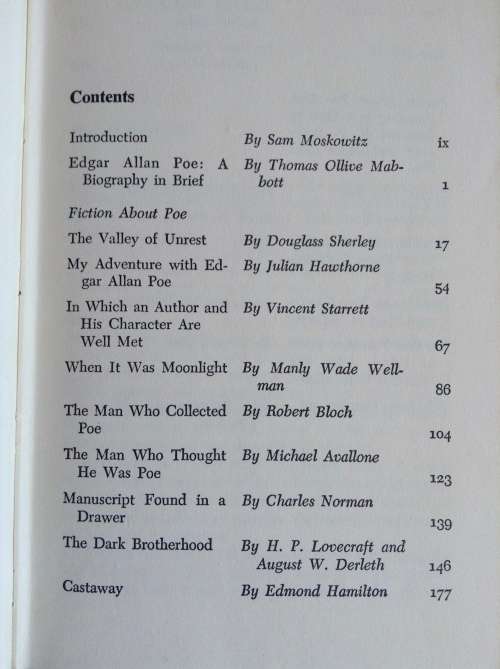 Contents
Introduction By Sam Moskowitz ix
Edgar Allan Poe: A By Thomas Ollive Mab-
Biography in Brief bott 1
Fiction About Poe
The Valley of Unrest By Douglass Sherley 17
My Adventure with Ed- By Julian Hawthorne
gar Allan Poe 54
In Which an Author and By Vincent Starrett
His Character Are
Well Met 67
When It Was Moonlight By Manly Wade Well-
man 86
The Man Who Collected By Robert Bloch
Poe 104
The Man Who Thought By Michael Avallone
He Was Poe 123
Manuscript Found in a By Charles Norman
Drawer 139
The Dark Brotherhood By H. P. Lovecraft and
August W. Derleth 146
Castaway By Edmond Hamilton 177